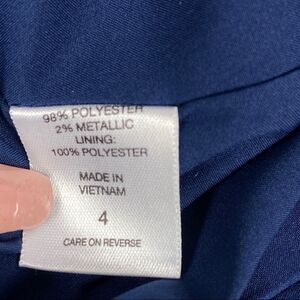 98% POLYESTER
2% METALLIC
LINING:
100% POLYESTER
MADE IN
VIETNAM
4
CARE ON REVERSE